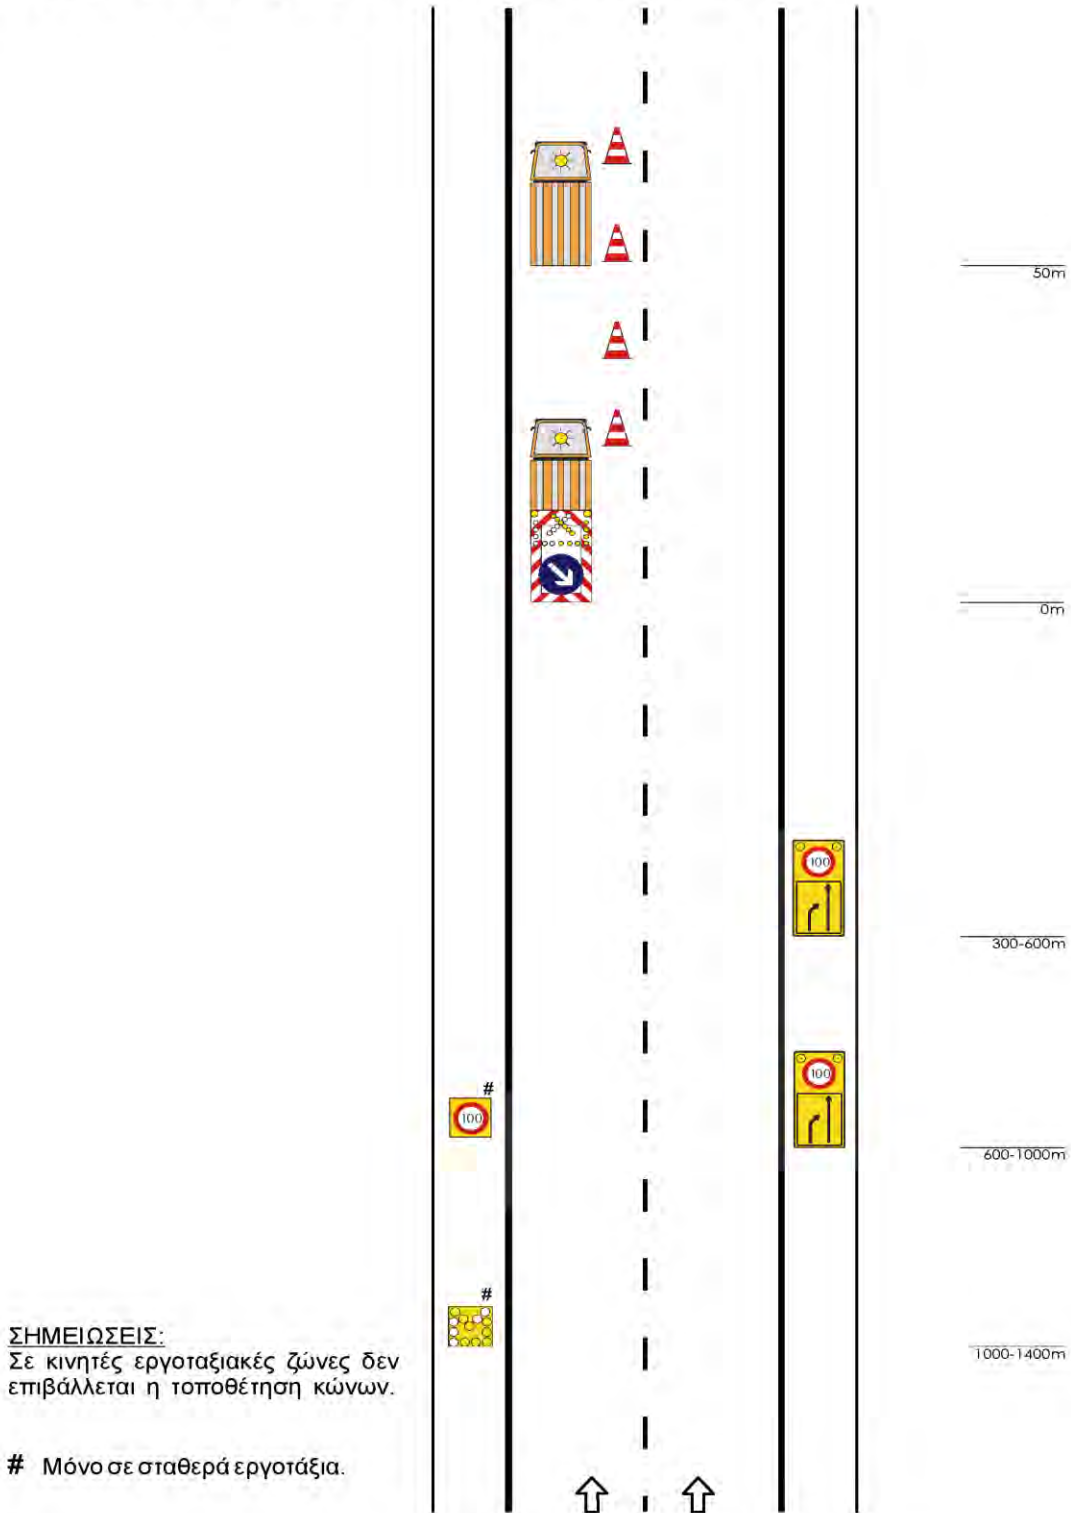 50m
0m
100
300-600m
100
#
100
600-1000m
#
1000-1400m
ΣΗΜΕΙΩΣΕΙΣ:
Σε κινητές εργοταξιακές ζώνες δεν
επιβάλλεται η τοποθέτηση κώνων.
# Μόνο σε σταθερά εργοτάξια.